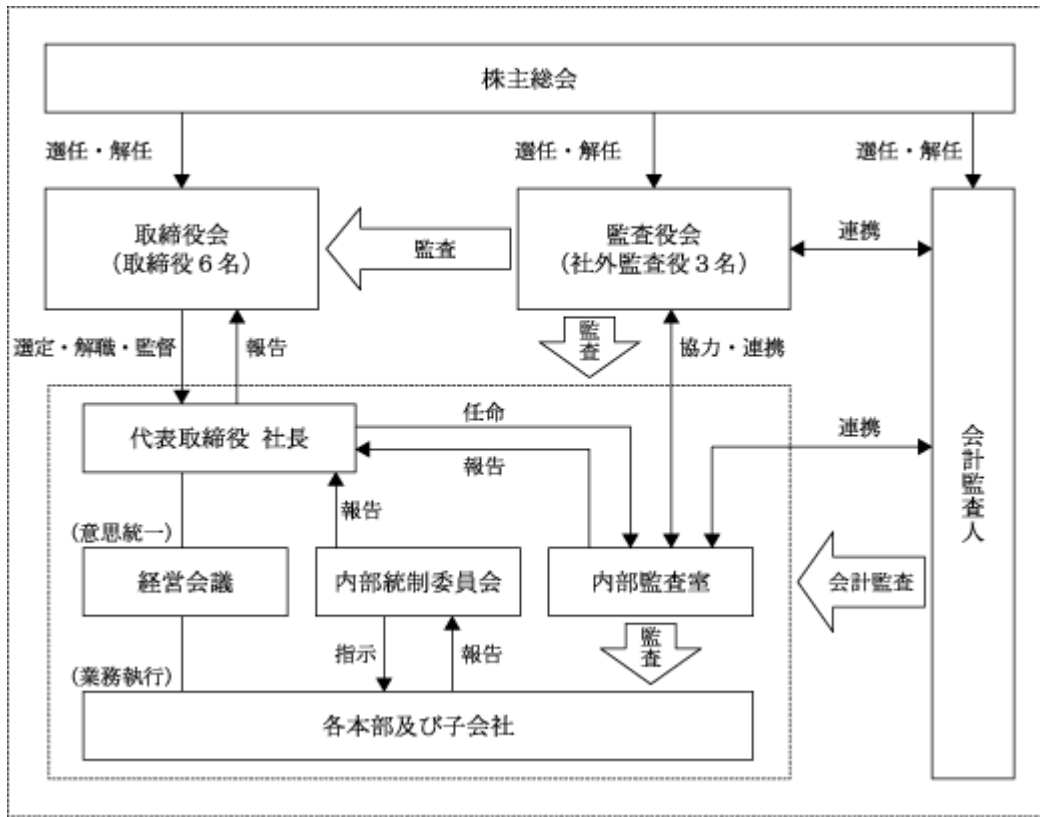 株主総会
選任・解任
選任・解任
選任・解任
取締役会
(取締役６名)
監査
監査役会
(社外監査役３名)
連携
選定・解職・監督
報告
監査
協力・連携
代表取締役 社長
任命
報告
連携
会計監査人
報告
(意思統一)
経営会議
内部統制委員会
内部監査室
会計監査
指示
報告
監査
(業務執行)
各本部及び子会社